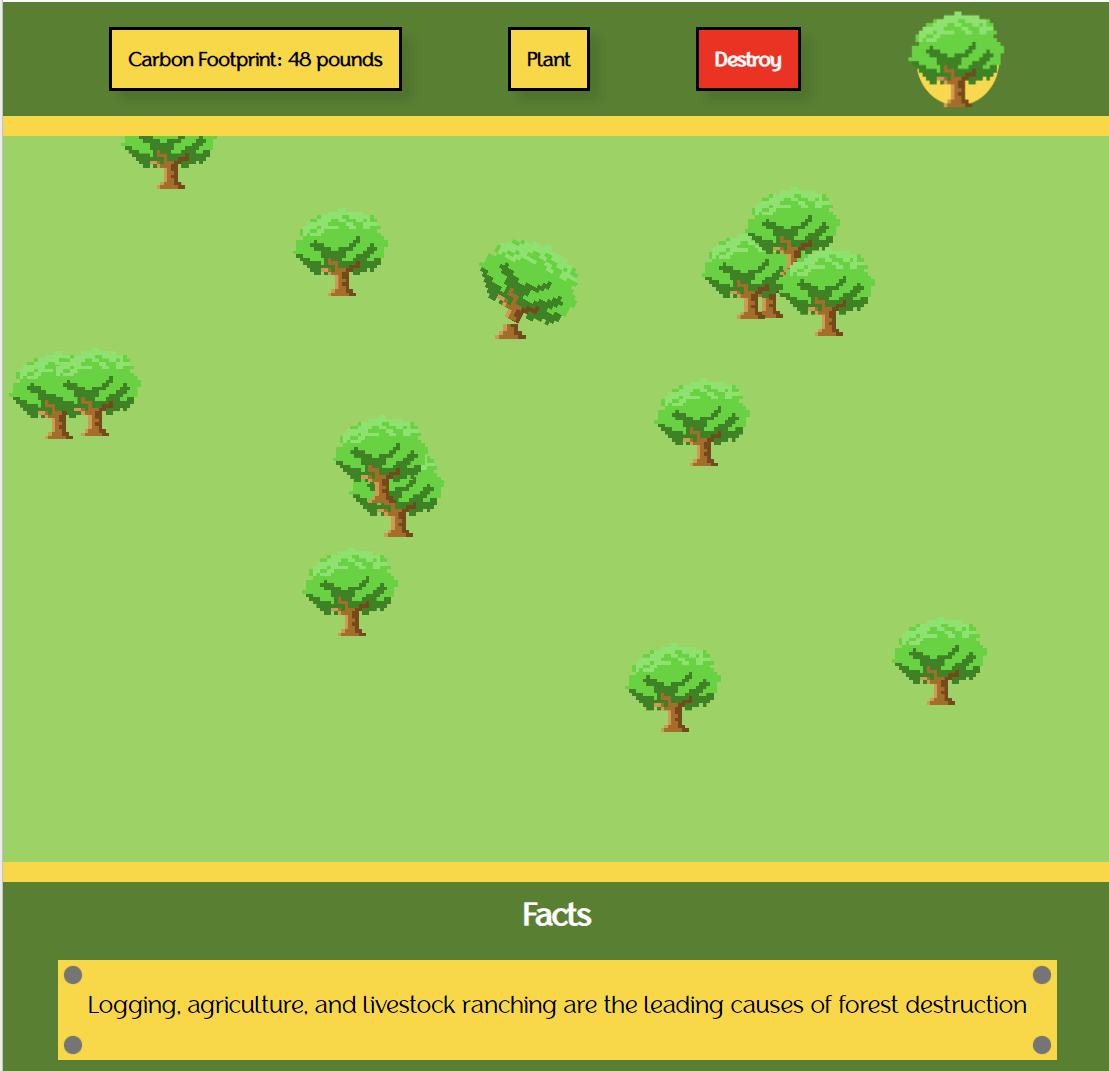 Carbon Footprint: 48 pounds
Plant
Destroy
Facts
Logging, agriculture, and livestock ranching are the leading causes of forest destruction